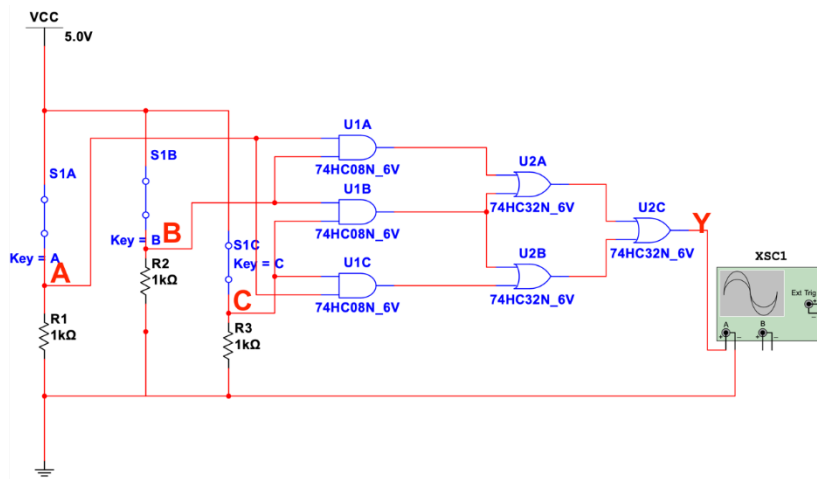 VCC
5.0V
S1A
Key = A
A
R1
1kΩ
S1B
Key = B
B
R2
1kΩ
S1C
Key = C
C
R3
1kΩ
U1A
74HC08N_6V
U1B
74HC08N_6V
U1C
74HC08N_6V
U2A
74HC32N_6V
U2B
74HC32N_6V
U2C
74HC32N_6V
Y
XSC1
Ext Trig
+
–
A
B
+
–
+
–